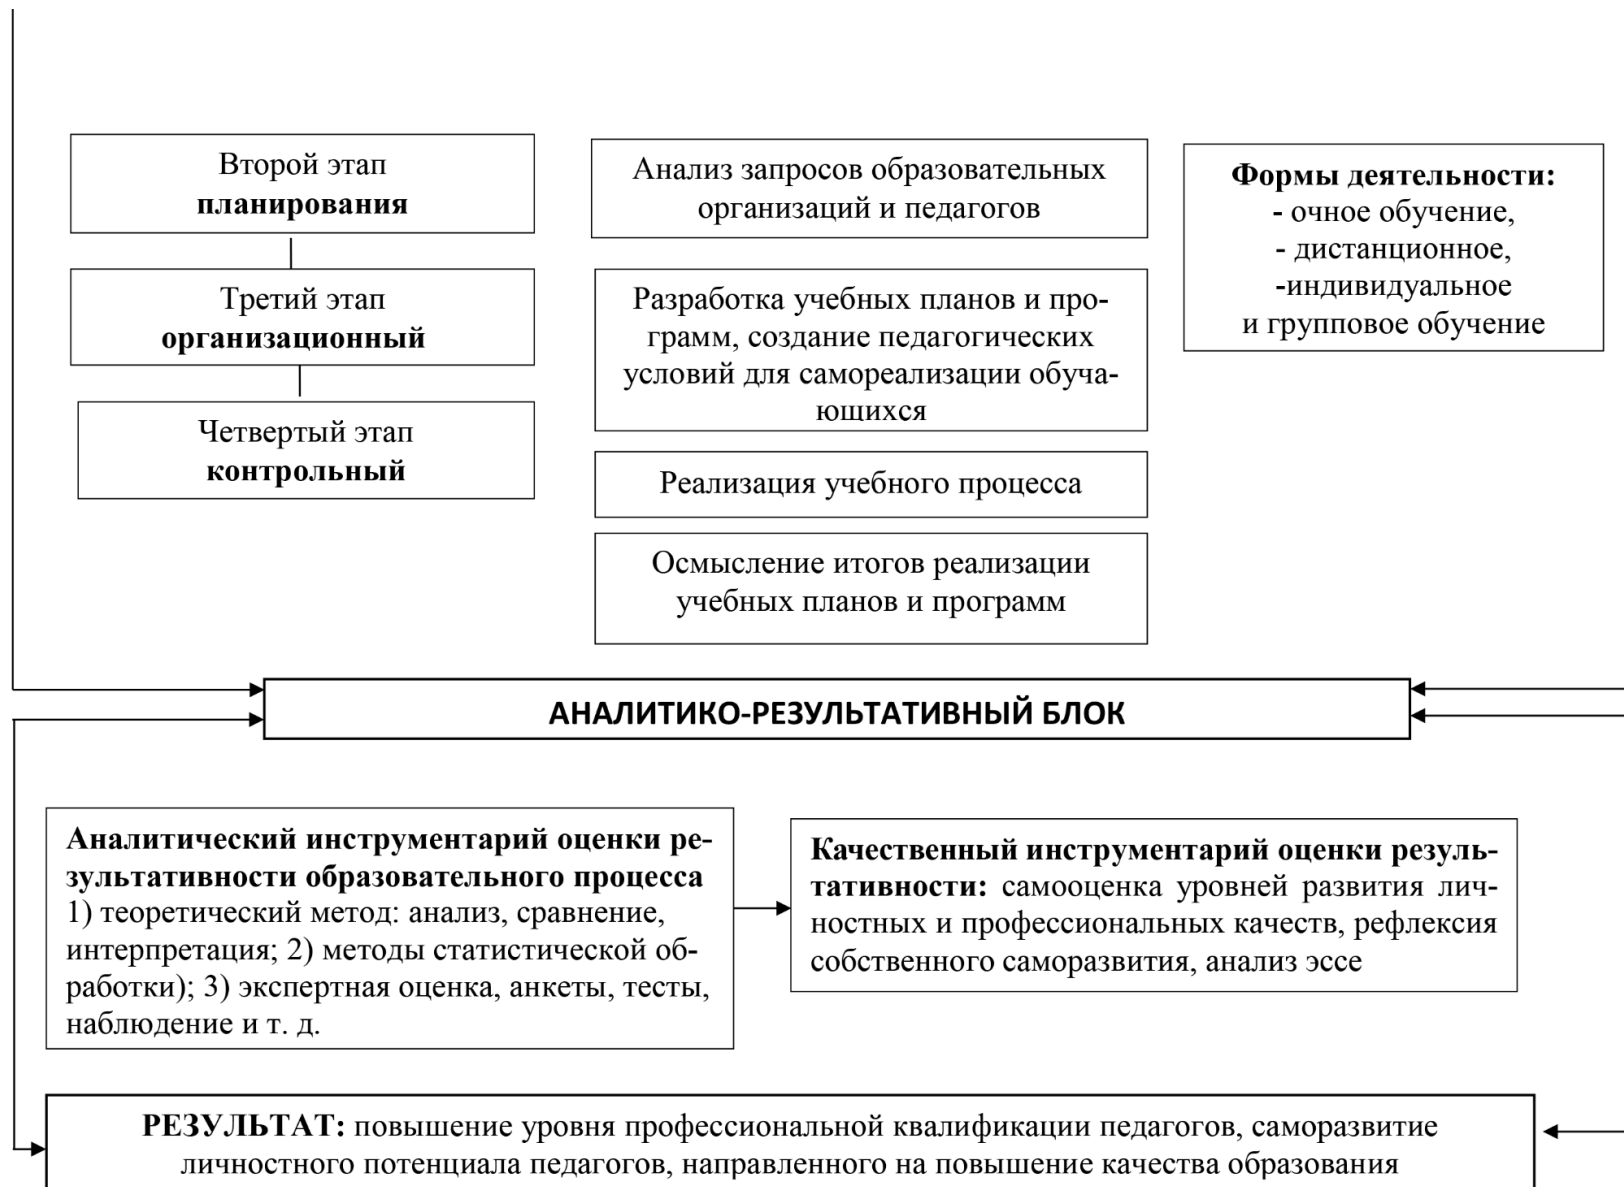 Второй этап
планирования
Третий этап
организационный
Четвертый этап
контрольный
Анализ запросов образовательных
организаций и педагогов
Разработка учебных планов и про-
грамм, создание педагогических
условий для самореализации обуча-
ющихся
Реализация учебного процесса
Осмысление итогов реализации
учебных планов и программ
Формы деятельности:
- очное обучение,
- дистанционное,
-индивидуальное
и групповое обучение
АНАЛИТИКО-РЕЗУЛЬТАТИВНЫЙ БЛОК
Аналитический инструментарий оценки ре-
зультативности образовательного процесса
1) теоретический метод: анализ, сравнение,
интерпретация; 2) методы статистической об-
работки); 3) экспертная оценка, анкеты, тесты,
наблюдение и т. д.
Качественный инструментарий оценки резуль-
тативности: самооценка уровней развития лич-
ностных и профессиональных качеств, рефлексия
собственного саморазвития, анализ эссе
РЕЗУЛЬТАТ: повышение уровня профессиональной квалификации педагогов, саморазвитие
личностного потенциала педагогов, направленного на повышение качества образования